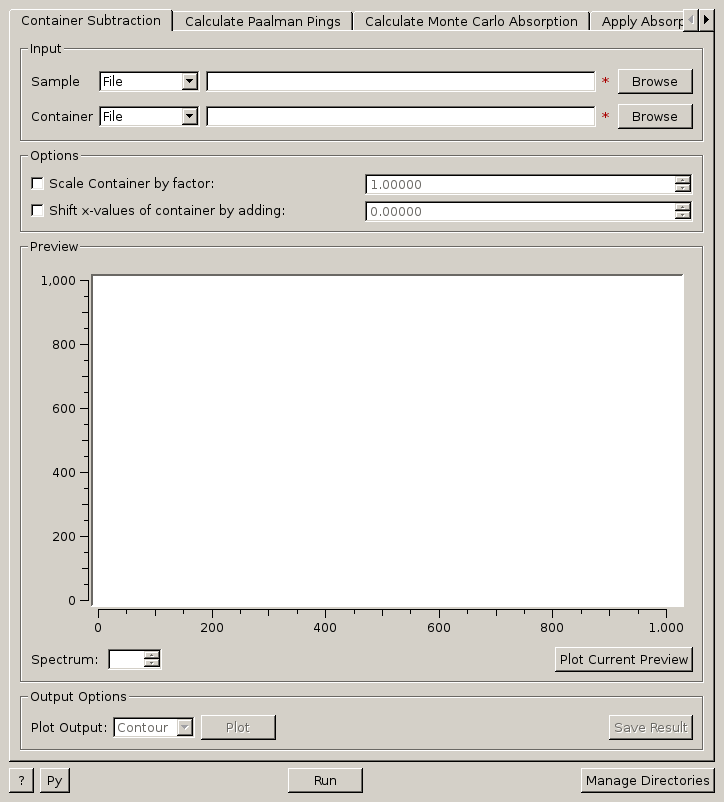 Container Subtraction Calculate Paalman Pings Calculate Monte Carlo Absorption Apply Absorp
Input
Sample File * Browse
Container File * Browse
Options
Scale Container by factor: 1.00000
Shift x-values of container by adding: 0.00000
Preview
1,000
800
600
400
200
0
0 200 400 600 800 1.000
Spectrum: Plot Current Preview
Output Options
Plot Output: Contour Plot Save Result
? Py Run Manage Directories